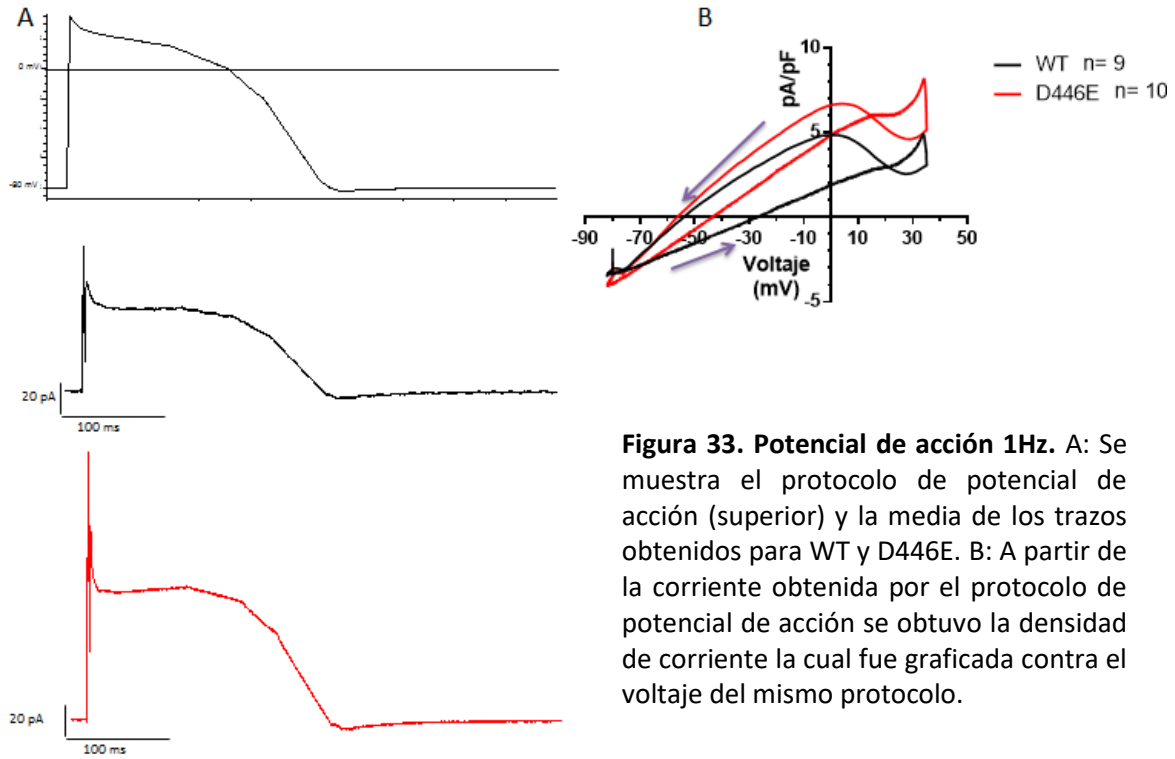 A
0 mV
-80 mV
20 pA
100 ms
20 pA
100 ms
B
pA/pF
10
5
-5
-90 -70 -50 -30 -10 10 30 50
Voltaje
(mV)
WT n= 9
D446E n= 10
Figura 33. Potencial de acción 1Hz. A: Se
muestra el protocolo de potencial de
acción (superior) y la media de los trazos
obtenidos para WT y D446E. B: A partir de
la corriente obtenida por el protocolo de
potencial de acción se obtuvo la densidad
de corriente la cual fue graficada contra el
voltaje del mismo protocolo.